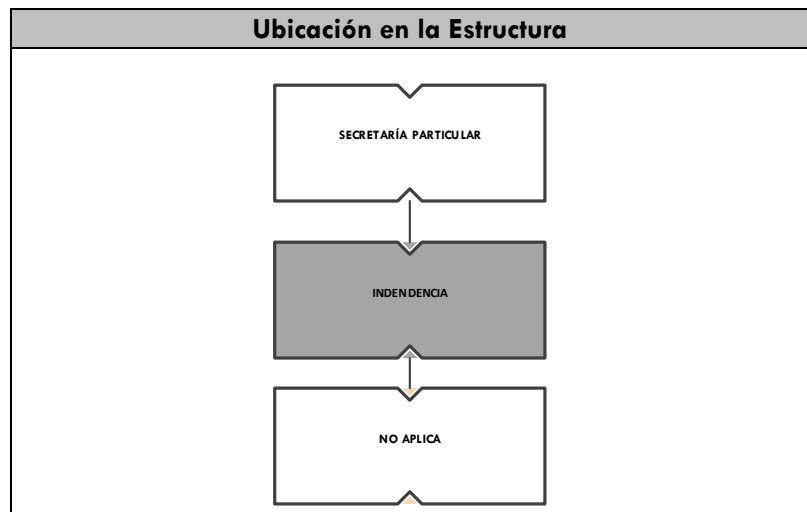 Ubicación en la Estructura
SECRETARÍA PARTICULAR
INDENDENCIA
NO APLICA